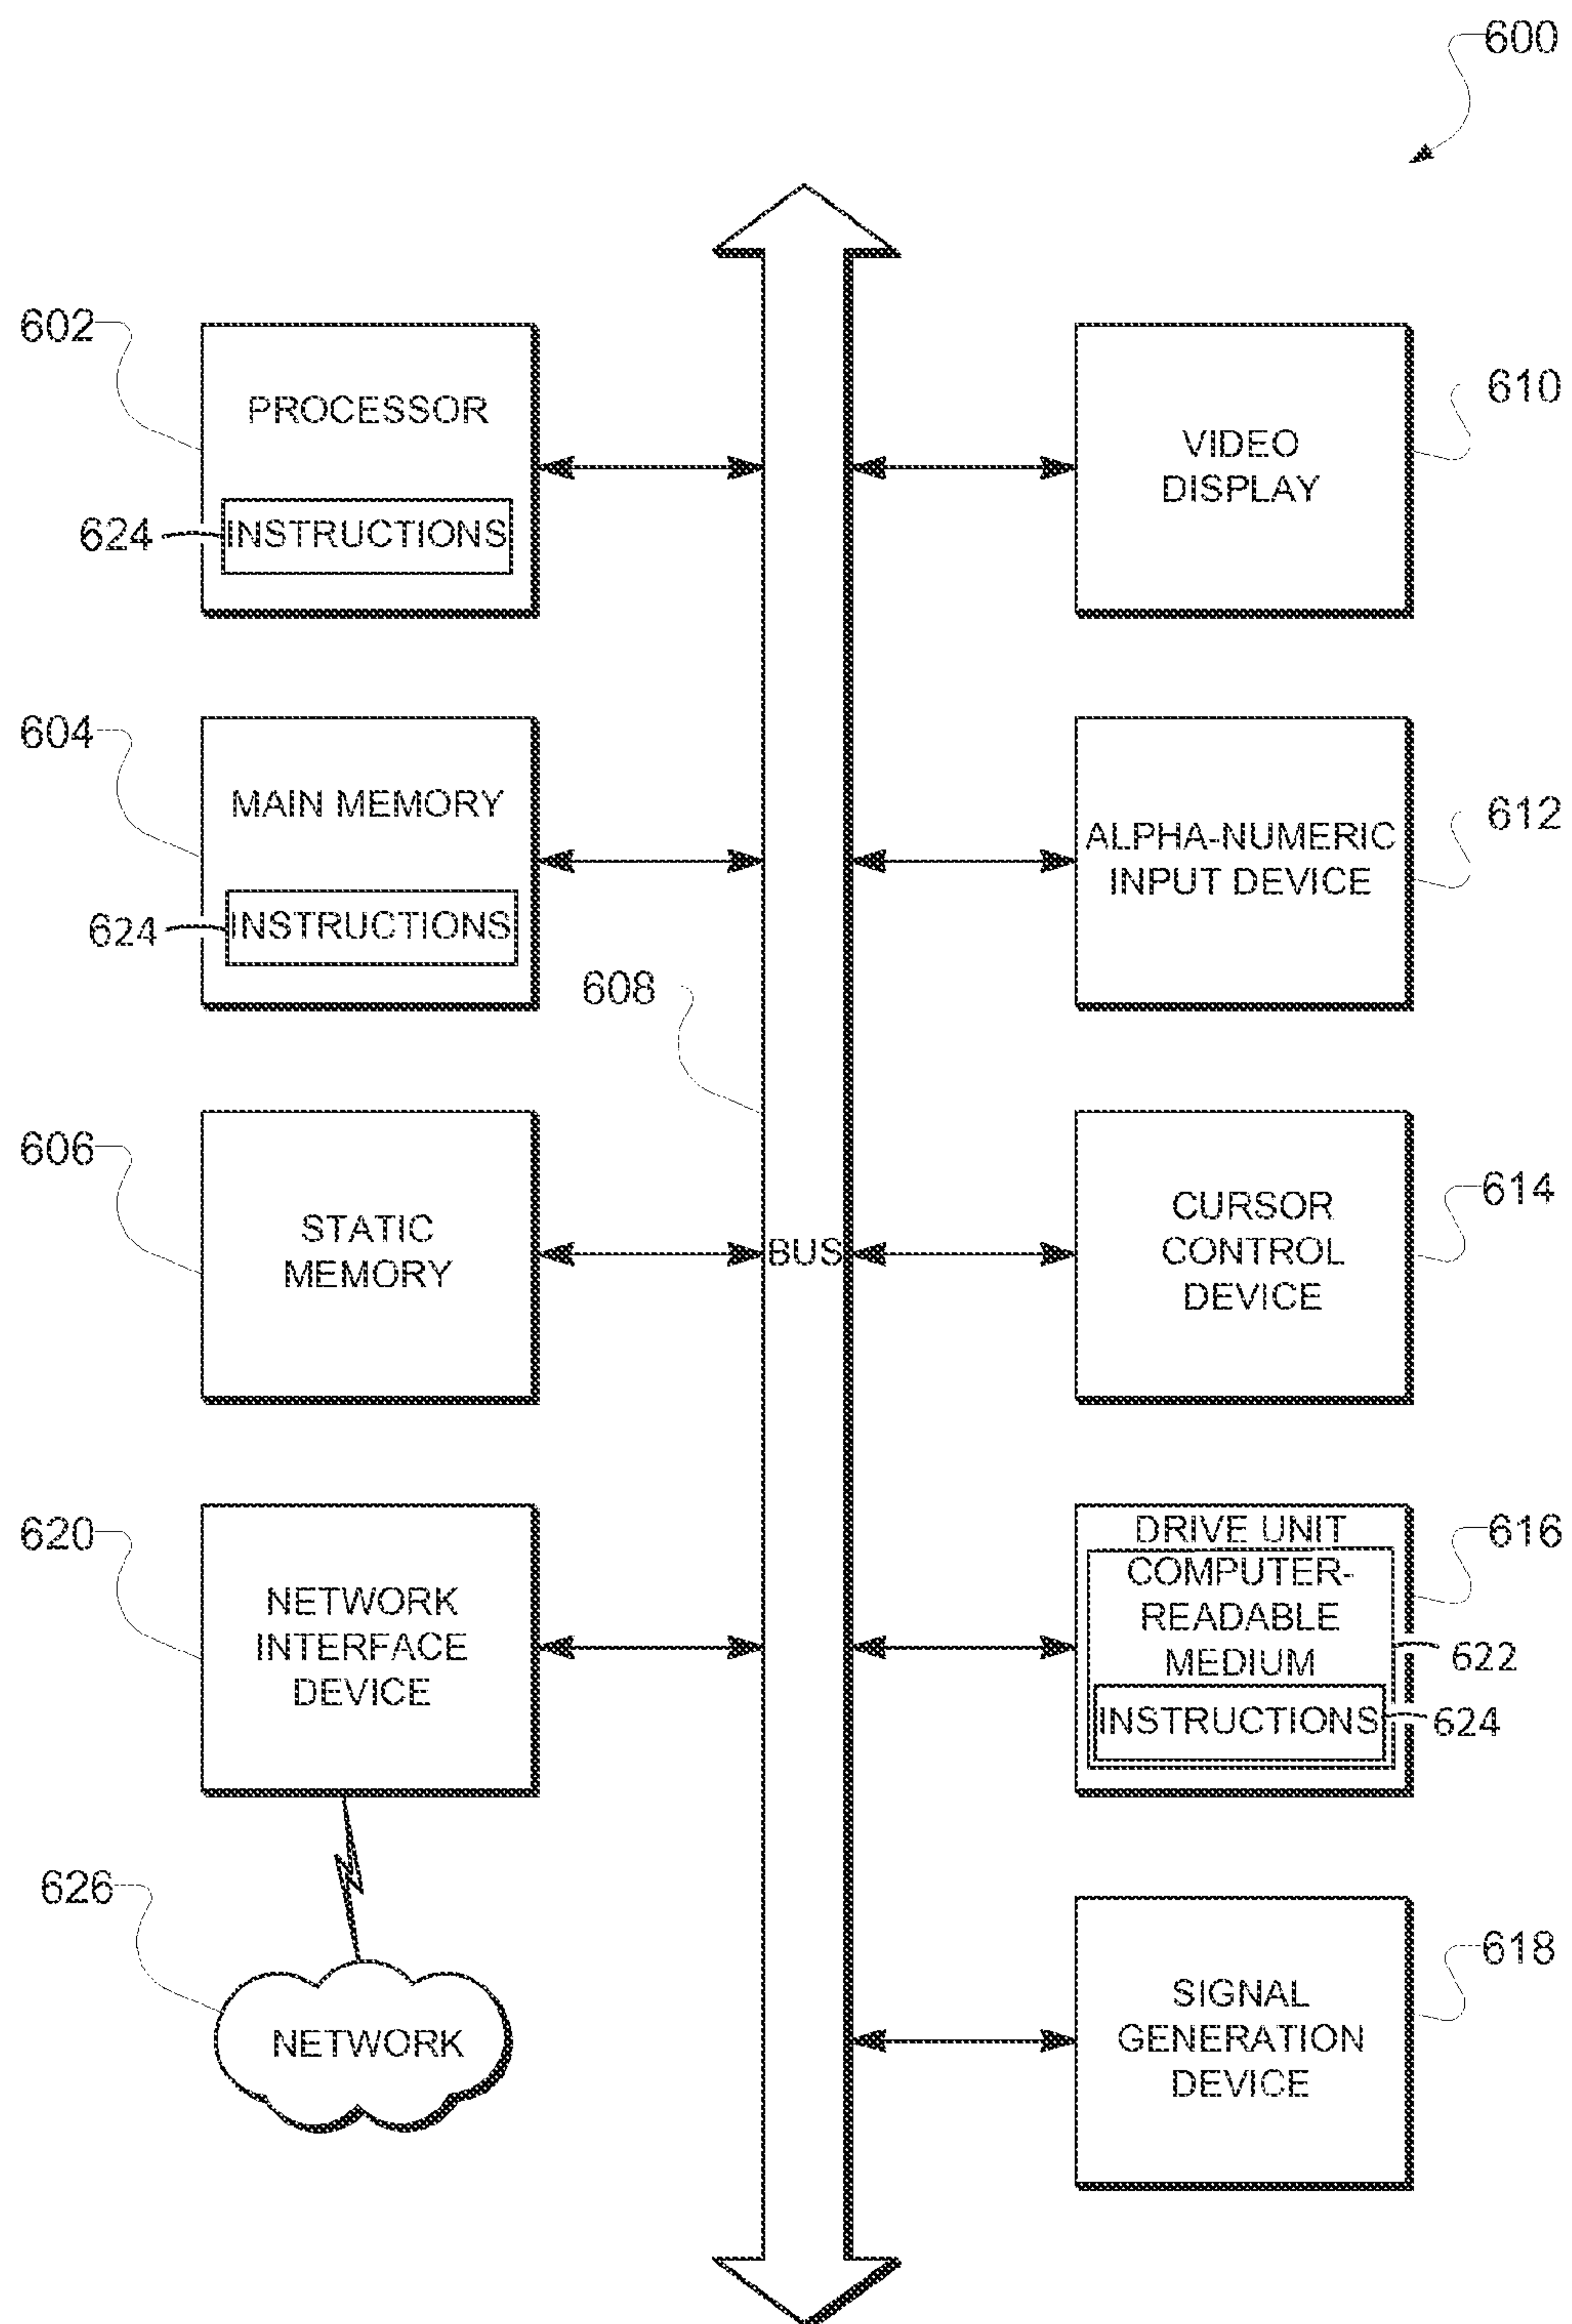 600
602
PROCESSOR
624
INSTRUCTIONS
610
VIDEO
DISPLAY
604
MAIN MEMORY
624
INSTRUCTIONS
612
ALPHA-NUMERIC
INPUT DEVICE
608
BUS
606
STATIC
MEMORY
614
CURSOR
CONTROL
DEVICE
620
NETWORK
INTERFACE
DEVICE
616
DRIVE UNIT
COMPUTER-
READABLE
MEDIUM
622
INSTRUCTIONS
624
626
NETWORK
618
SIGNAL
GENERATION
DEVICE